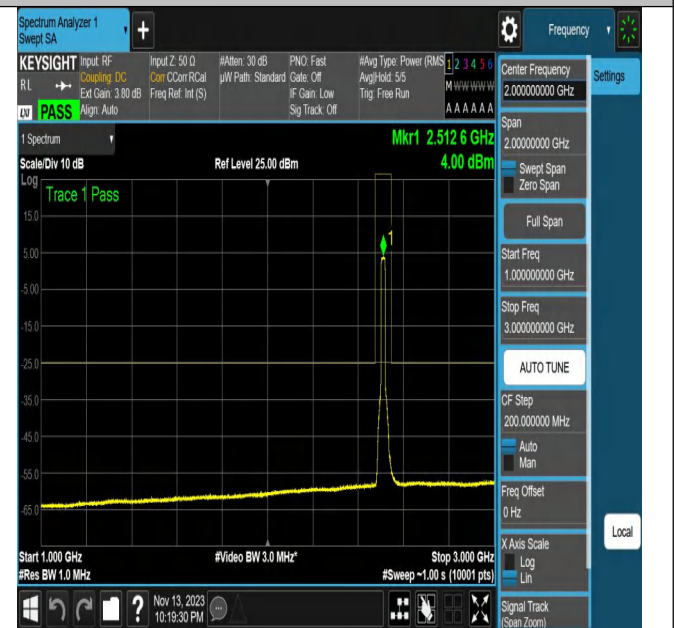 Spectrum Analyzer 1
Swept SA
+
Frequency
KEYSIGHT
RL
LXI PASS
Input: RF
Coupling: DC
Ext Gain: 3.80 dB
Align: Auto
Input Z: 50 Ω
Corr CCorr RCal
Freq Ref: Int (S)
#Atten: 30 dB
µW Path: Standard
PNO: Fast
Gate: Off
IF Gain: Low
Sig Track: Off
#Avg Type: Power (RMS
Avg|Hold: 5/5
Trig: Free Run
1 2 3 4 5 6
M W W W W W
A A A A A A
1 Spectrum
Scale/Div 10 dB
Ref Level 25.00 dBm
Mkr1 2.512 6 GHz
4.00 dBm
Log
Trace 1 Pass
1
15.0
5.00
-5.00
-15.0
-25.0
-35.0
-45.0
-55.0
-65.0
Start 1.000 GHz
#Res BW 1.0 MHz
#Video BW 3.0 MHz*
Stop 3.000 GHz
#Sweep ~1.00 s (10001 pts)
?
Nov 13, 2023
10:19:30 PM
Center Frequency
2.000000000 GHz
Settings
Span
2.00000000 GHz
Swept Span
Zero Span
Full Span
Start Freq
1.000000000 GHz
Stop Freq
3.000000000 GHz
AUTO TUNE
CF Step
200.000000 MHz
Auto
Man
Freq Offset
0 Hz
X Axis Scale
Log
Lin
Local
Signal Track
(Span Zoom)